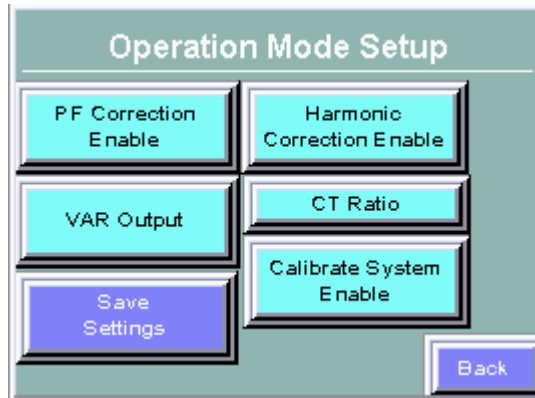 Operation Mode Setup
PF Correction
Enable
Harmonic
Correction Enable
VAR Output
CT Ratio
Calibrate System
Enable
Save
Settings
Back